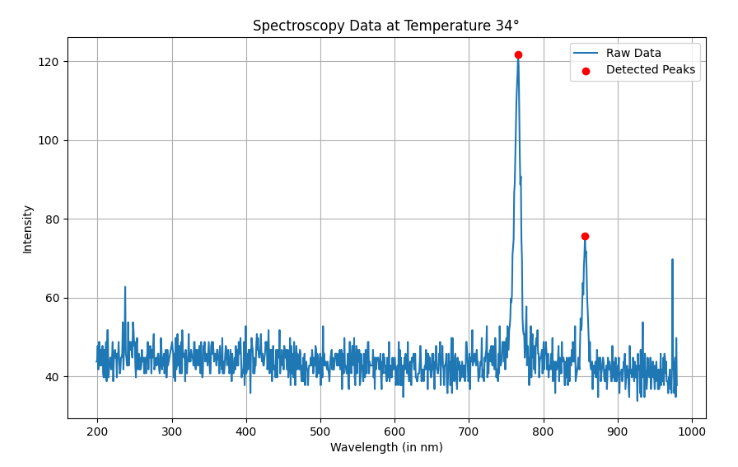 Spectroscopy Data at Temperature 34°
Raw Data
Detected Peaks
120
100
80
60
40
Intensity
200 300 400 500 600 700 800 900 1000
Wavelength (in nm)